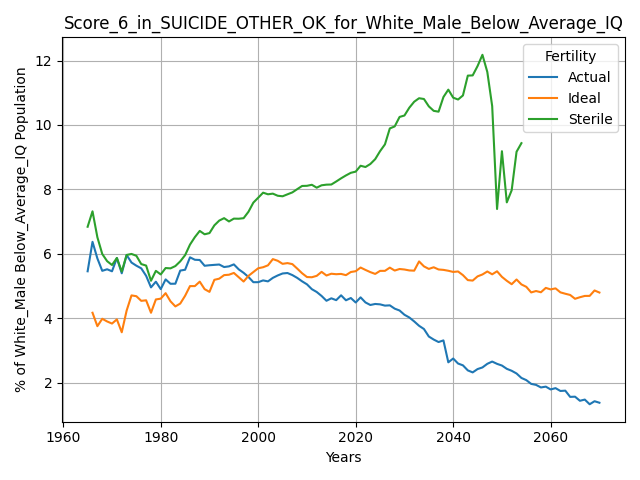 Score_6_in_SUICIDE_OTHER_OK_for_White_Male_Below_Average_IQ
Fertility
Actual
Ideal
Sterile
% of White_Male Below_Average_IQ Population
12
10
8
6
4
2
1960
1980
2000
2020
2040
2060
Years